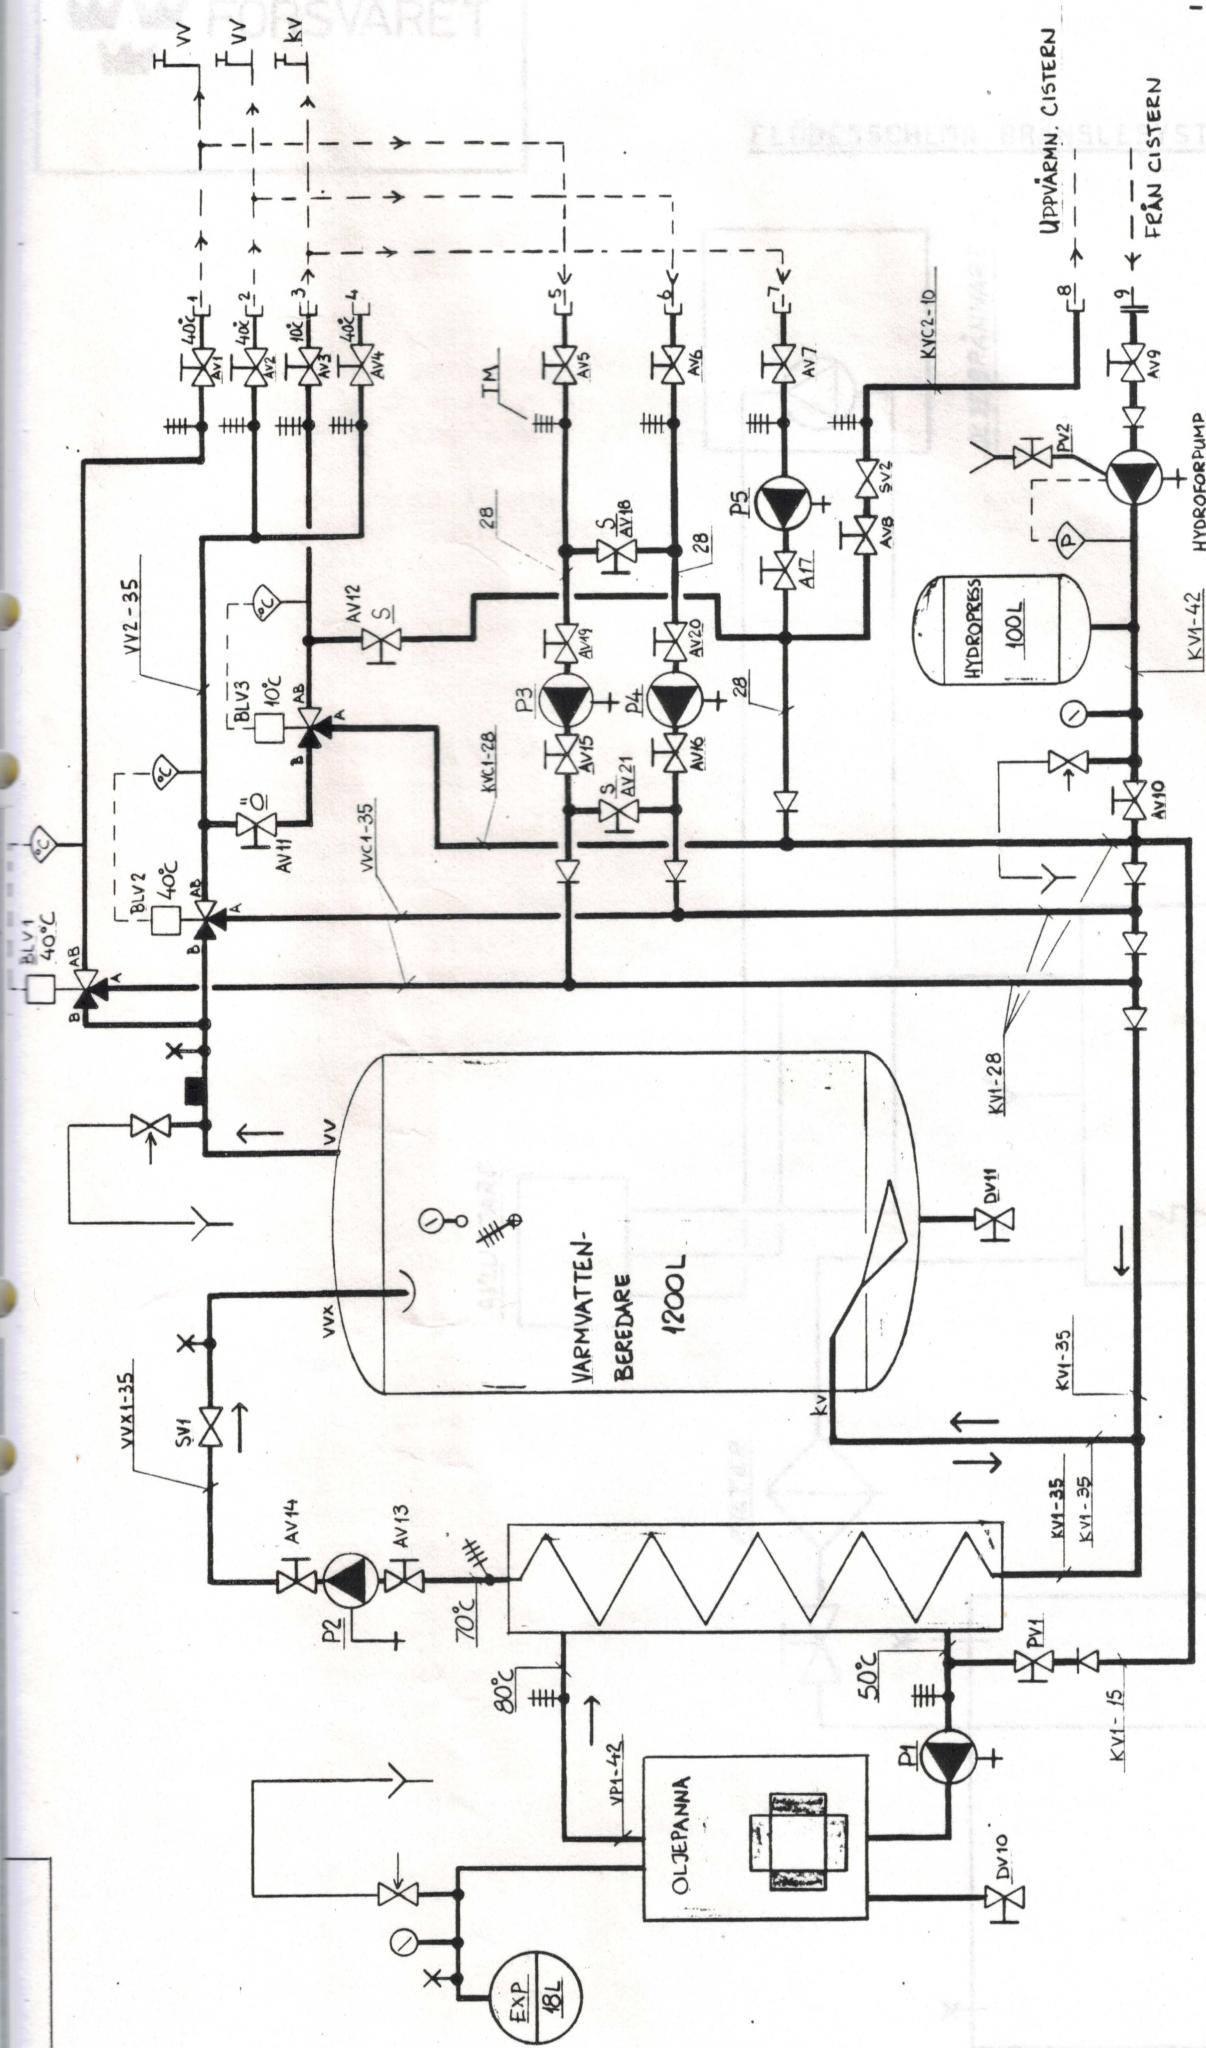 FÖRSVARET
VV
VV
KV
UPPVÄRMN. CISTERN
FRÅN CISTERN
1
2
3
4
5
6
7
8
9
40°C
40°C
10°C
40°C
AV1
AV2
AV3
AV4
AV5
AV6
AV7
AV9
TM
KVC2-10
PV2
SV2
AV8
P5
A17
HYDROFORPUMP
P
28
28
28
S
AV18
VV2-35
°C
AV12
S
BLV3
10°C
AB
A
B
AV19
AV20
P3
P4
AV15
AV16
S
AV21
HYDROPRESS
100L
KV1-42
AV10
KVC1-28
VVC1-35
°C
°C
Ö
AV11
BLV2
40°C
AB
A
B
BLV1
40°C
AB
A
B
KV1-28
VV
VVX
VARMVATTEN-
BEREDARE
1200L
DV11
KV
KV1-35
KV1-35
KV1-35
VVX1-35
SV1
AV14
AV13
P2
70°C
80°C
50°C
PV1
KV1-15
P1
VP1-42
OLJEPANNA
DV10
EXP
18L